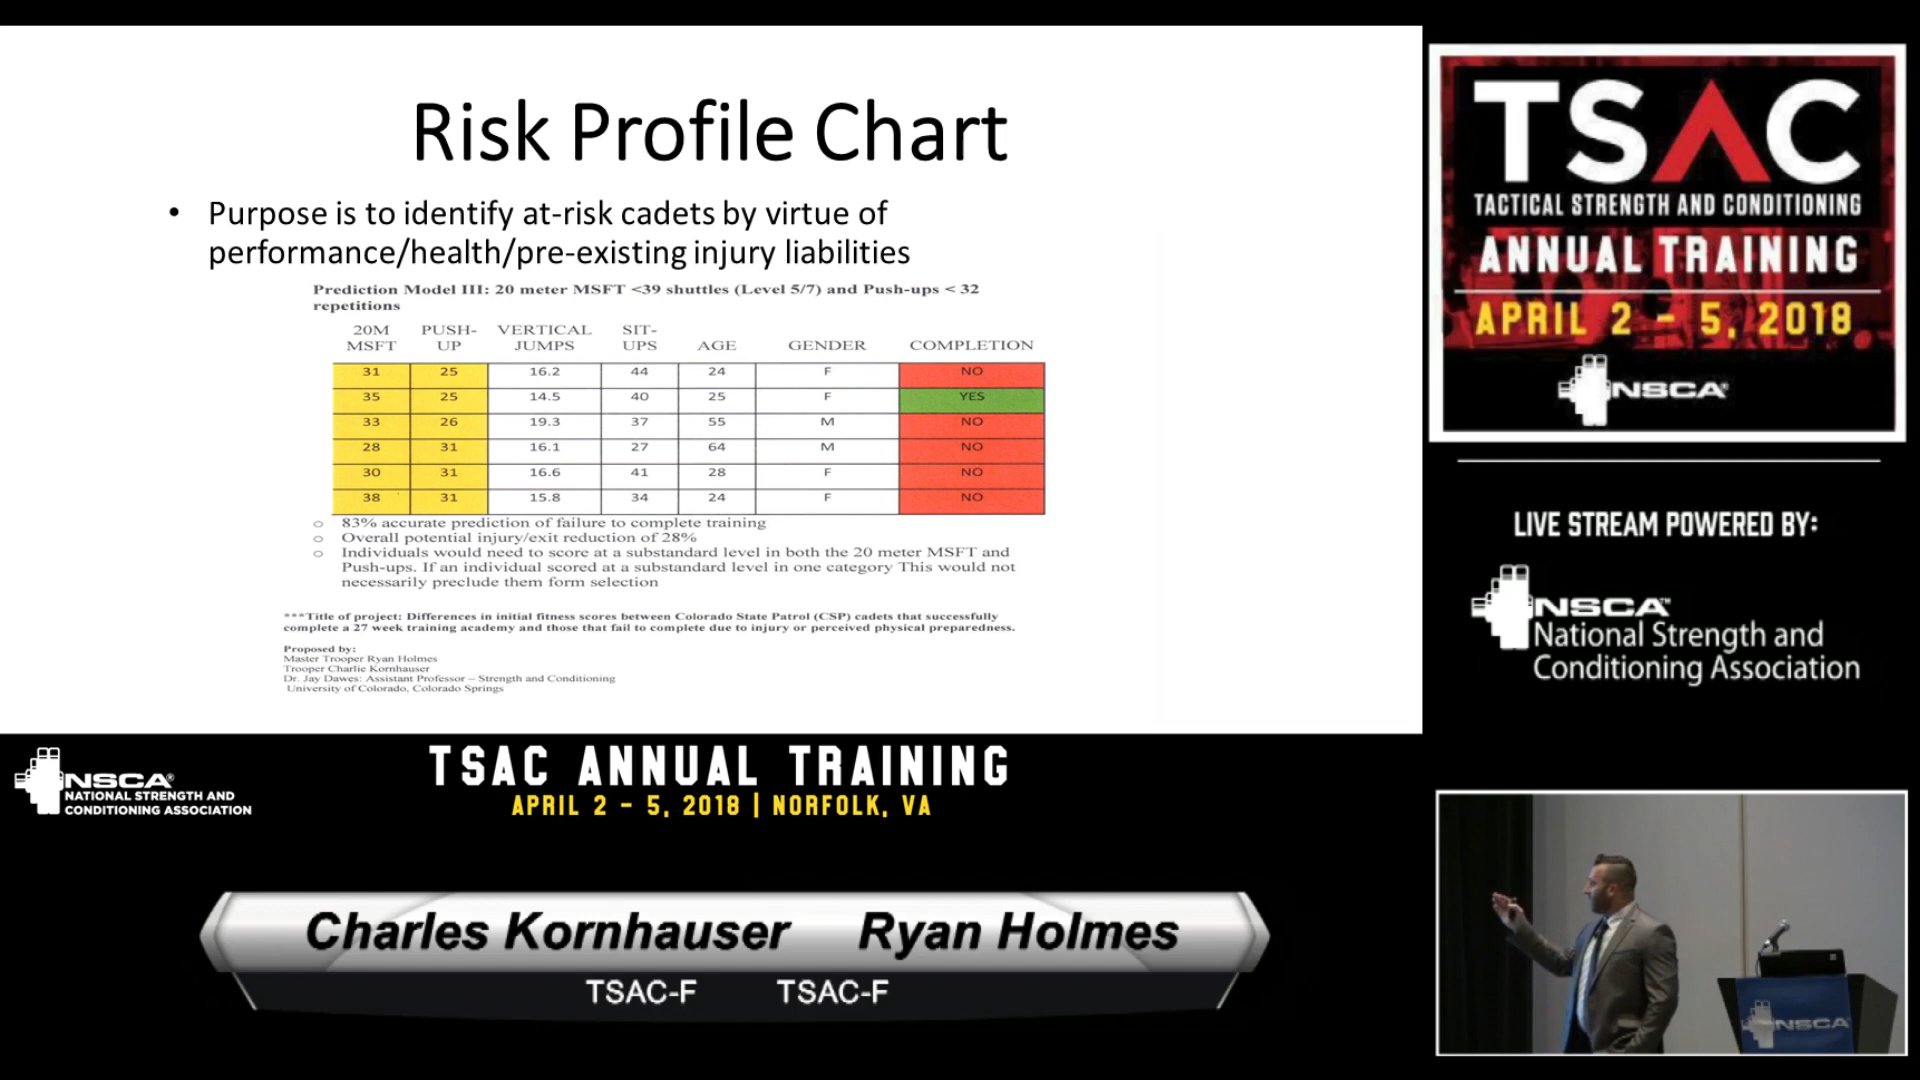 Risk Profile Chart
• Purpose is to identify at-risk cadets by virtue of
performance/health/pre-existing injury liabilities
Prediction Model III: 20 meter MSFT <39 shuttles (Level 5/7) and Push-ups < 32
repetitions
20M MSFT PUSH-UP VERTICAL JUMPS SIT-UPS AGE GENDER COMPLETION
31 25 16.2 44 24 F NO
35 25 14.5 40 25 F YES
33 26 19.3 37 55 M NO
28 31 16.1 27 64 M NO
30 31 16.6 41 28 F NO
38 31 15.8 34 24 F NO
o 83% accurate prediction of failure to complete training
o Overall potential injury/exit reduction of 28%
o Individuals would need to score at a substandard level in both the 20 meter MSFT and
Push-ups. If an individual scored at a substandard level in one category This would not
necessarily preclude them form selection
***Title of project: Differences in initial fitness scores between Colorado State Patrol (CSP) cadets that successfully
complete a 27 week training academy and those that fail to complete due to injury or perceived physical preparedness.
Proposed by:
Master Trooper Ryan Holmes
Trooper Charlie Kornhauser
Dr. Jay Dawes: Assistant Professor – Strength and Conditioning
University of Colorado, Colorado Springs
TSAC
TACTICAL STRENGTH AND CONDITIONING
ANNUAL TRAINING
APRIL 2 - 5, 2018
NSCA®
LIVE STREAM POWERED BY:
NSCA™
National Strength and
Conditioning Association
NSCA®
NATIONAL STRENGTH AND
CONDITIONING ASSOCIATION
TSAC ANNUAL TRAINING
APRIL 2 - 5, 2018 | NORFOLK, VA
Charles Kornhauser Ryan Holmes
TSAC-F TSAC-F
NSCA